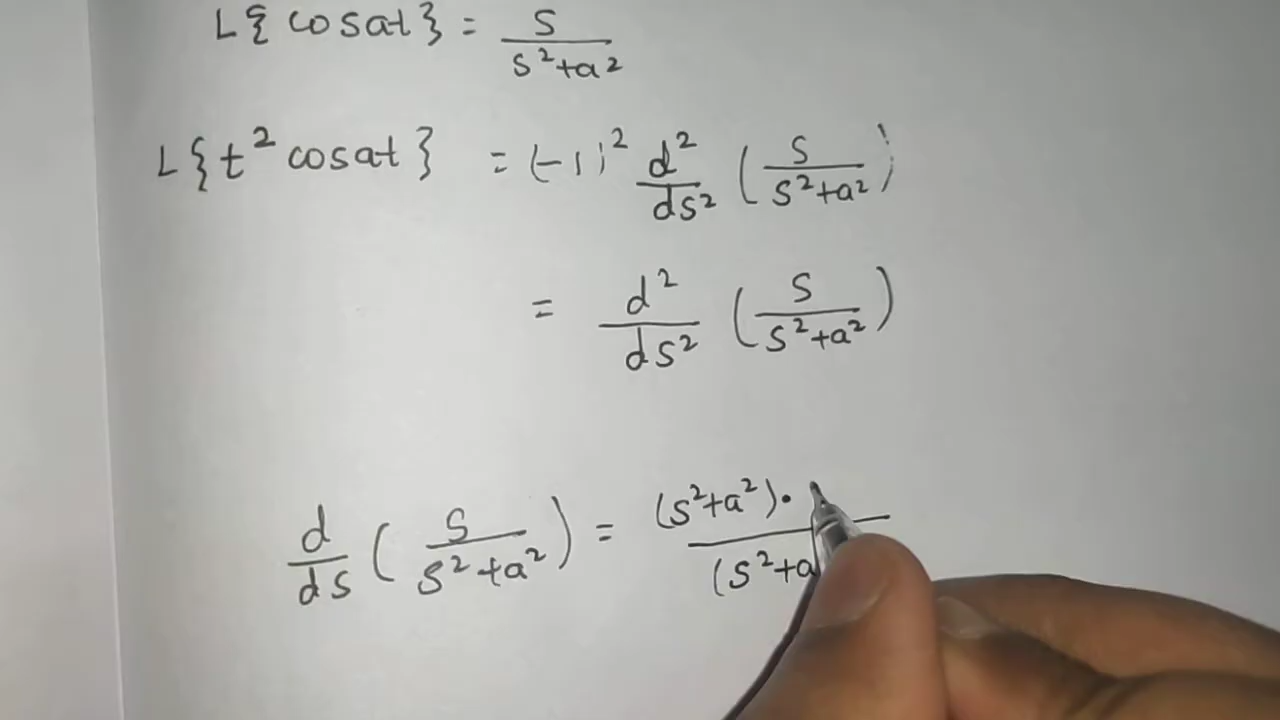 L{cosat} = s/(s²+a²)
L{t² cosat} = (-1)² d²/ds² (s/(s²+a²))
= d²/ds² (s/(s²+a²))
d/ds (s/(s²+a²)) = (s²+a²)· / (s²+a